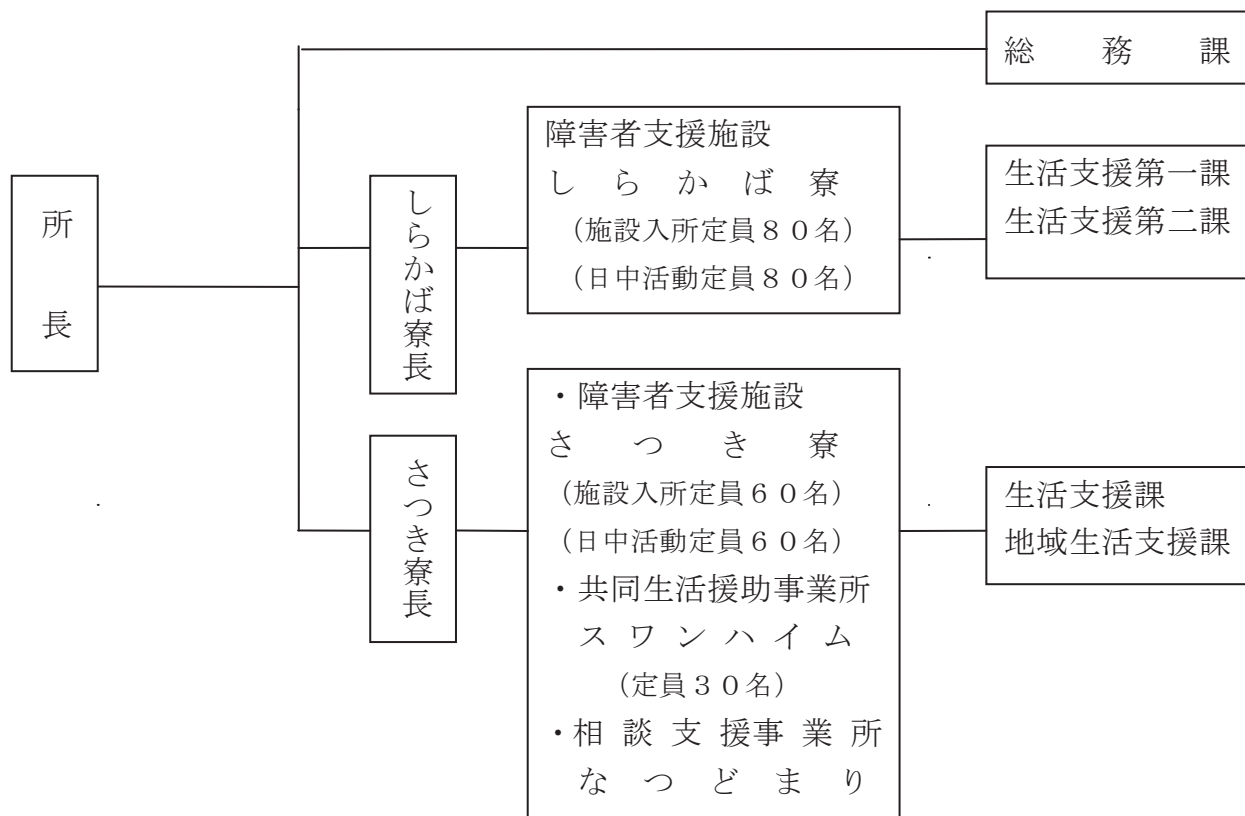 総務課
所長
しらかば寮長
障害者支援施設
しらかば寮
（施設入所定員８０名）
（日中活動定員８０名）
生活支援第一課
生活支援第二課
さつき寮長
・障害者支援施設
さつき寮
（施設入所定員６０名）
（日中活動定員６０名）
・共同生活援助事業所
スワンハイム
（定員３０名）
・相談支援事業所
なつどまり
生活支援課
地域生活支援課